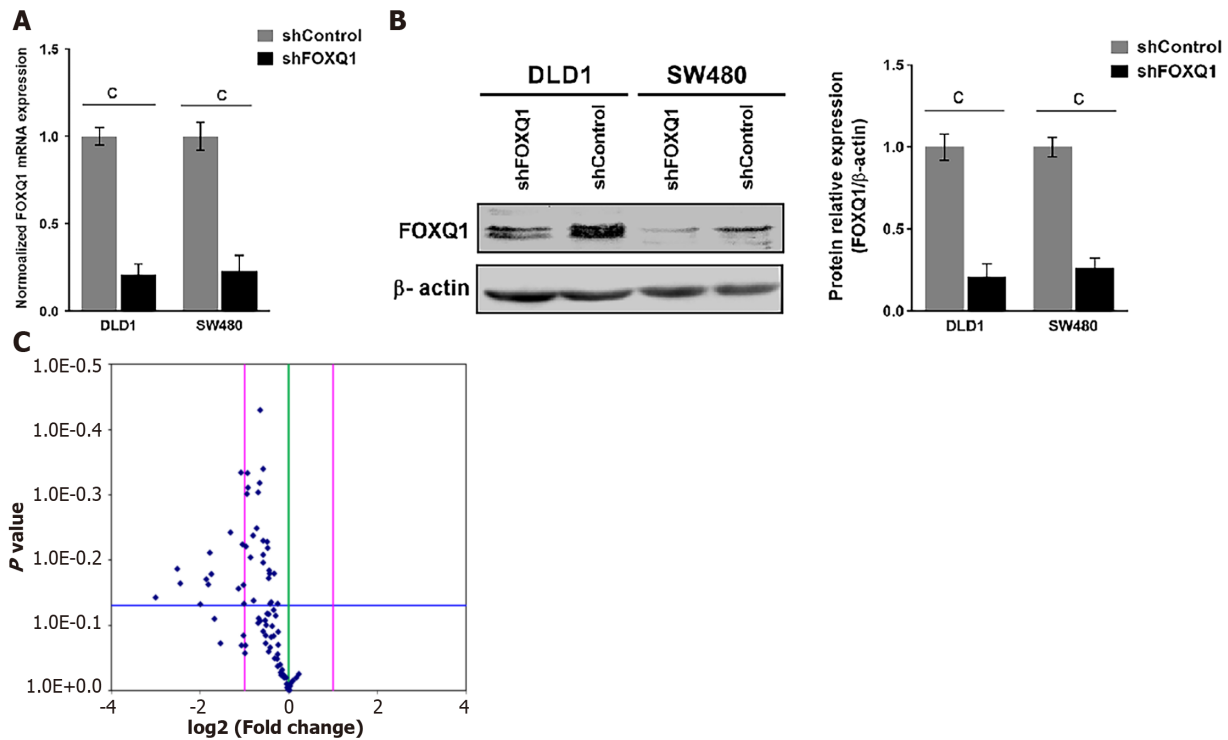 A
shControl
shFOXQ1
Normoalized FOXQ1 mRNA expression
1.5
1.0
0.5
0.0
C
C
DLD1
SW480
B
DLD1
SW480
shFOXQ1
shControl
shFOXQ1
shControl
FOXQ1
β- actin
shControl
shFOXQ1
Protein relative expression
(FOXQ1/β-actin)
1.5
1.0
0.5
0.0
C
C
DLD1
SW480
C
P value
1.0E-0.5
1.0E-0.4
1.0E-0.3
1.0E-0.2
1.0E-0.1
1.0E+0.0
-4
-2
0
2
4
log2 (Fold change)